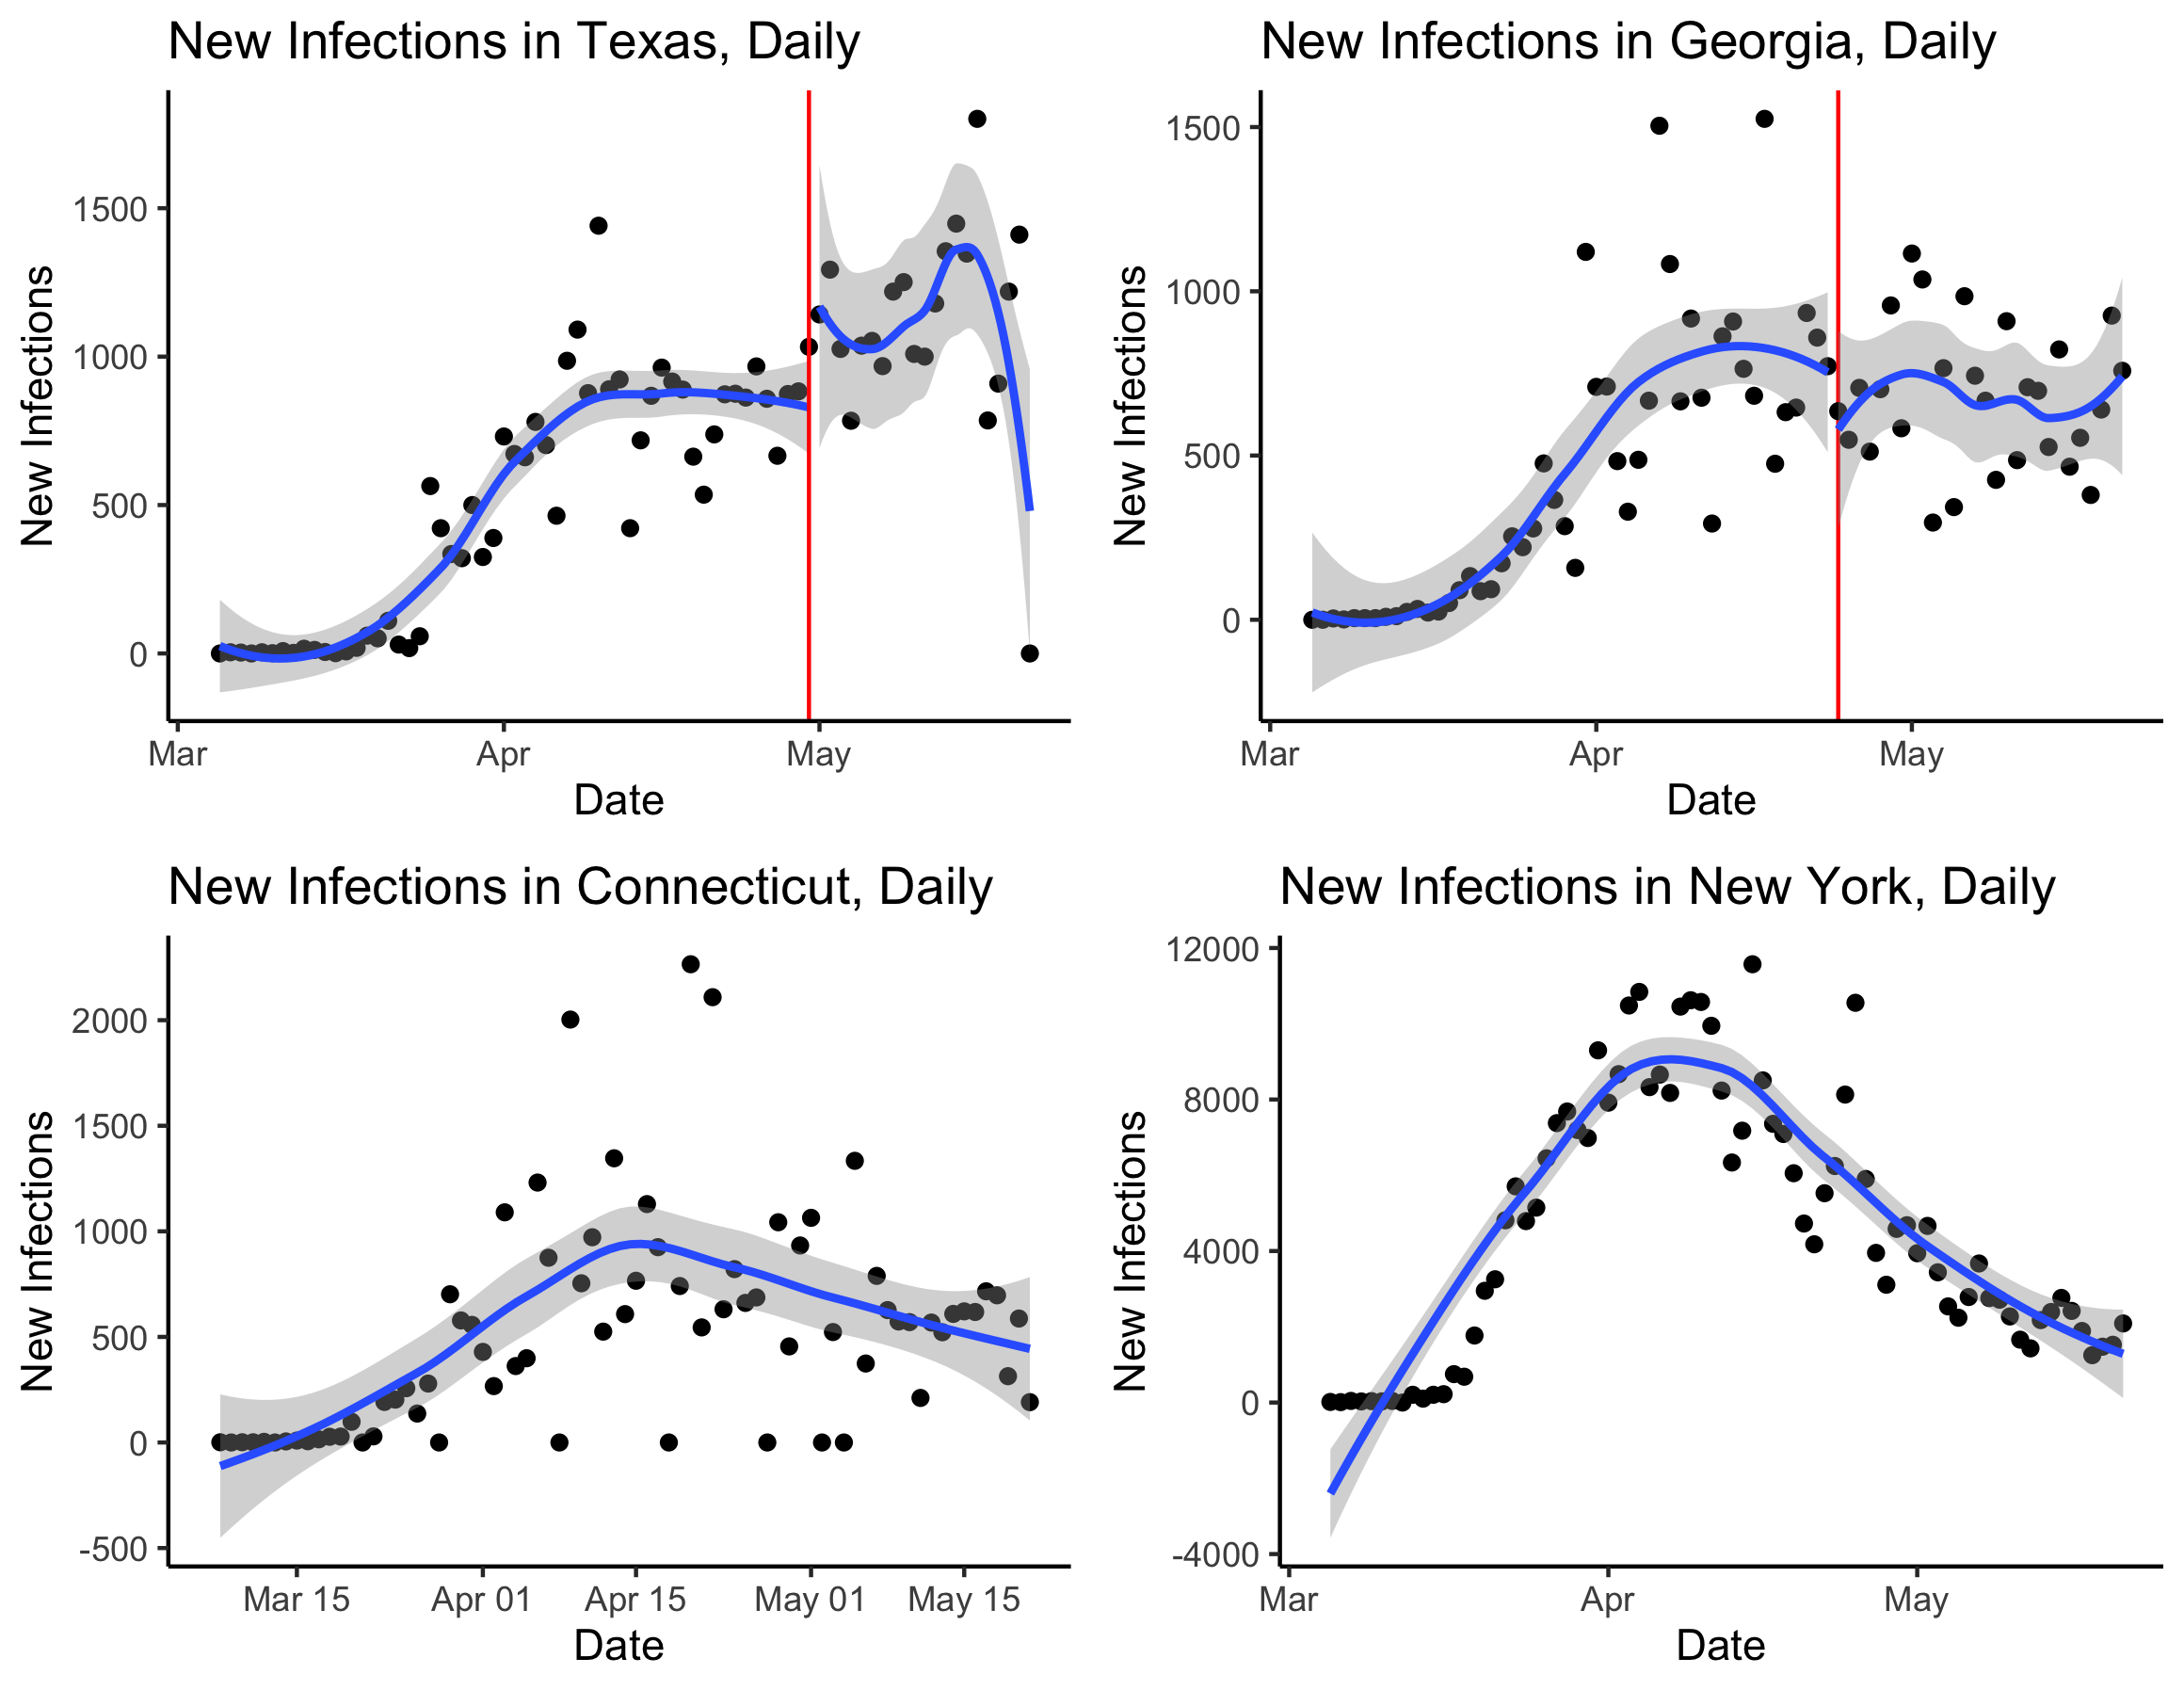 New Infections in Texas, Daily
New Infections
1500
1000
500
0
Mar Apr May
Date
New Infections in Georgia, Daily
New Infections
1500
1000
500
0
Mar Apr May
Date
New Infections in Connecticut, Daily
New Infections
2000
1500
1000
500
0
-500
Mar 15 Apr 01 Apr 15 May 01 May 15
Date
New Infections in New York, Daily
New Infections
12000
8000
4000
0
-4000
Mar Apr May
Date